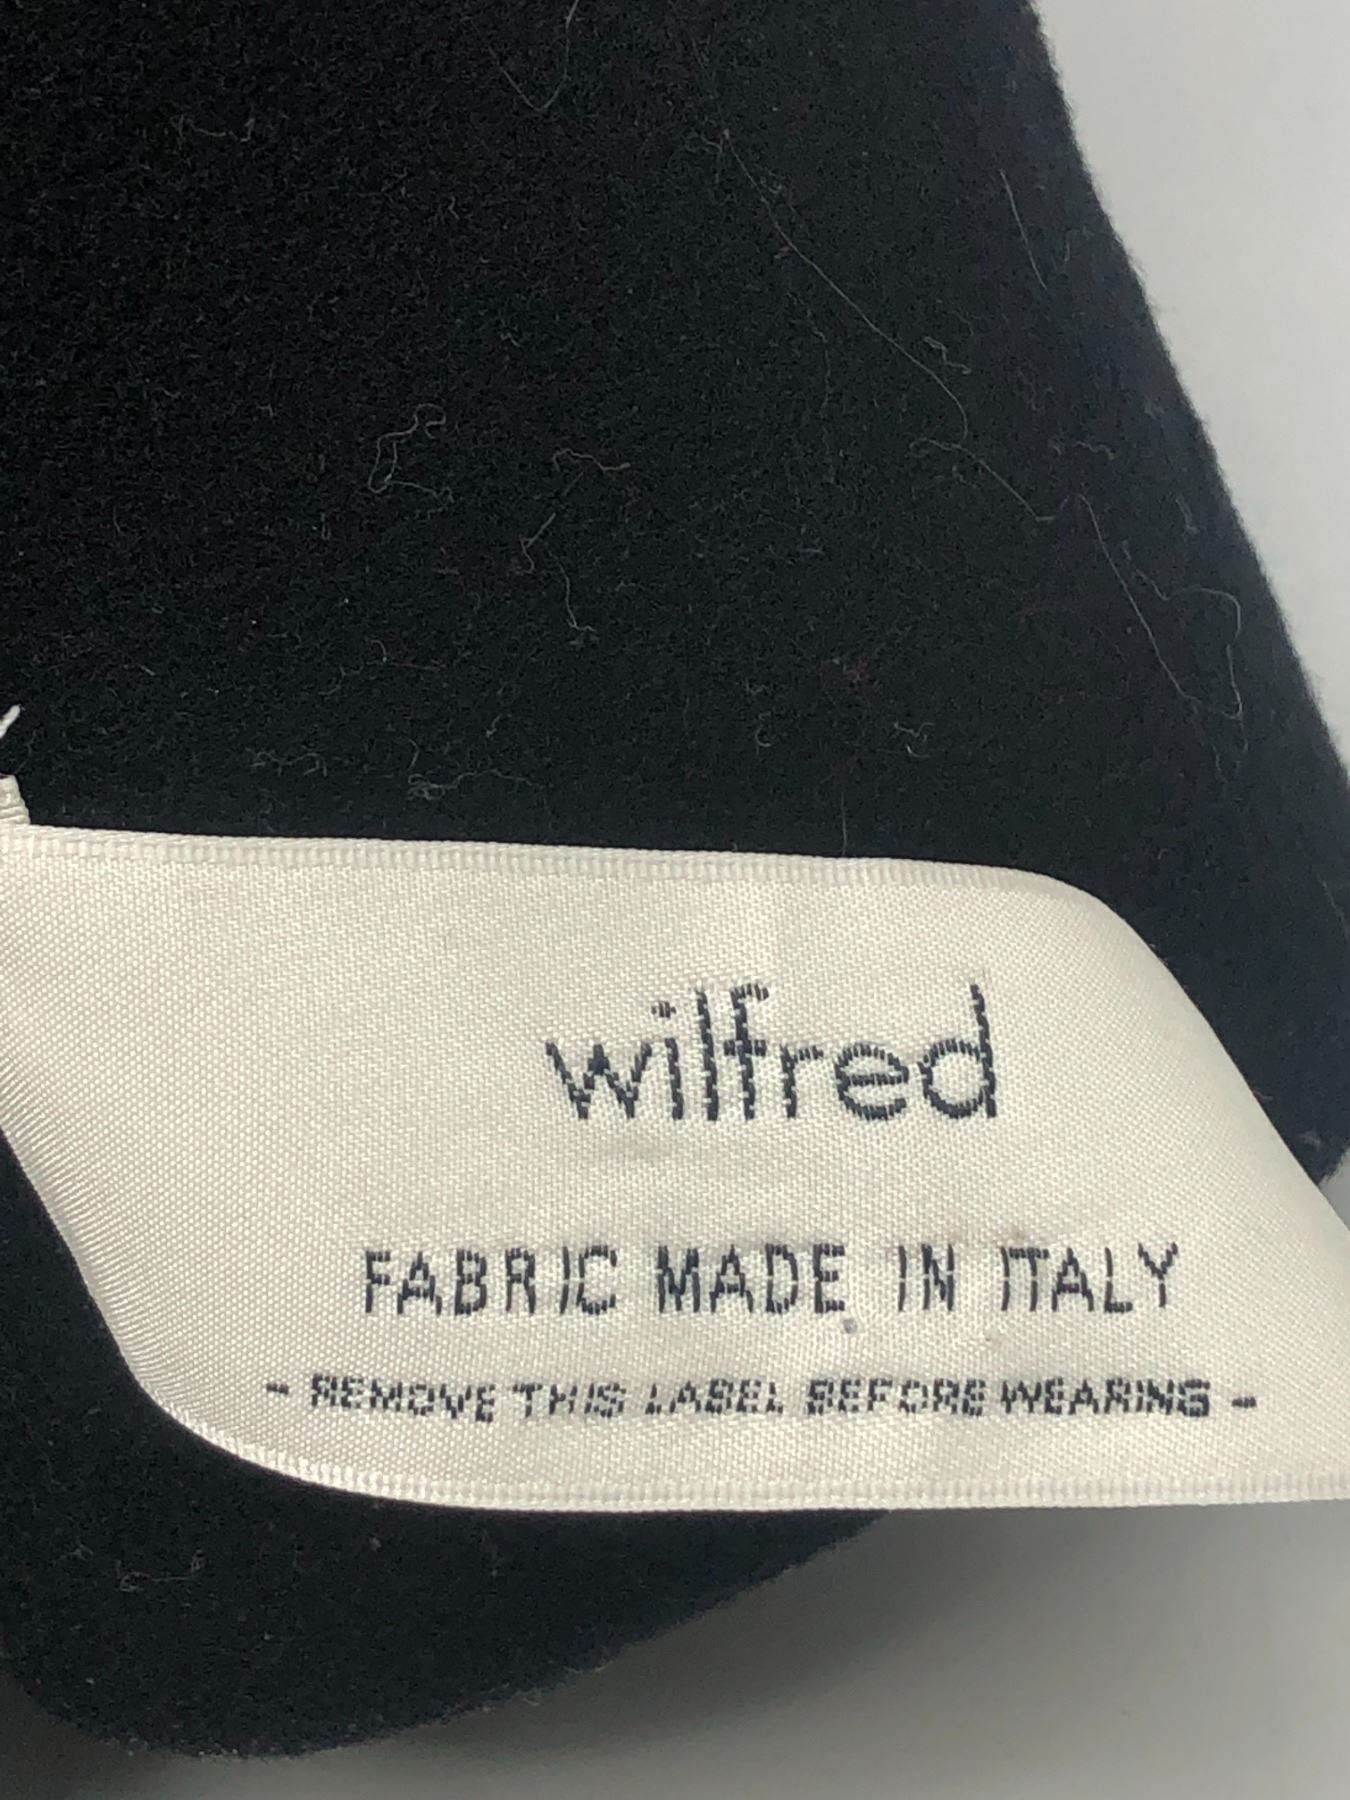 wilfred
FABRIC MADE IN ITALY
- REMOVE THIS LABEL BEFORE WEARING -